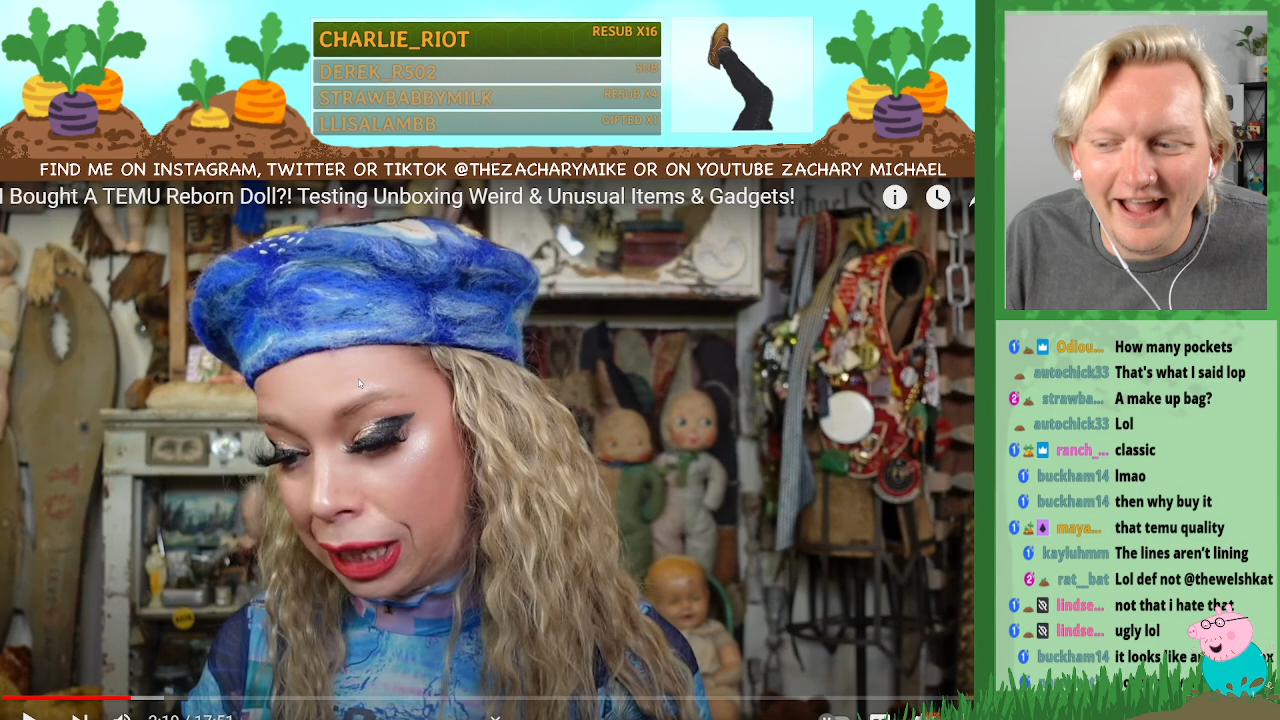 CHARLIE_RIOT RESUB X16
DEREK_RS02 SUB
STRAWBABBYMILK RESUB X4
LLISALAMBB GIFTED X1
FIND ME ON INSTAGRAM, TWITTER OR TIKTOK @THEZACHARYMIKE OR ON YOUTUBE ZACHARY MICHAEL
I Bought A TEMU Reborn Doll?! Testing Unboxing Weird & Unusual Items & Gadgets!
Odlou... How many pockets
autochick33 That's what I said lop
strawba... A make up bag?
autochick33 Lol
ranch_... classic
buckham14 lmao
buckham14 then why buy it
maya... that temu quality
kayluhmm The lines aren't lining
rat__bat Lol def not @thewelshkat
lindse... not that i hate that
lindse... ugly lol
buckham14 it looks like